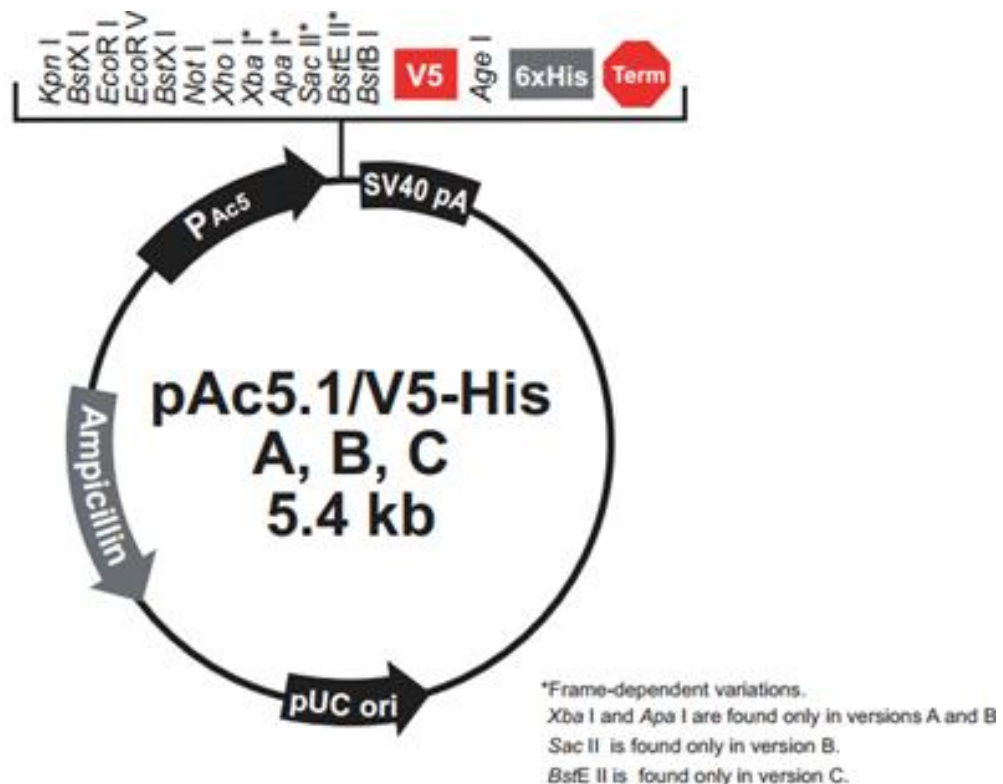 Kpn I
BstX I
EcoR I
EcoR V
BstX I
Not I
Xho I
Xba I*
Apa I*
Sac II*
BstE II*
BstB I
V5
Age I
6xHis
Term
PAc5
SV40 pA
Ampicillin
pAc5.1/V5-His
A, B, C
5.4 kb
pUC ori
*Frame-dependent variations.
Xba I and Apa I are found only in versions A and B
Sac II is found only in version B.
BstE II is found only in version C.